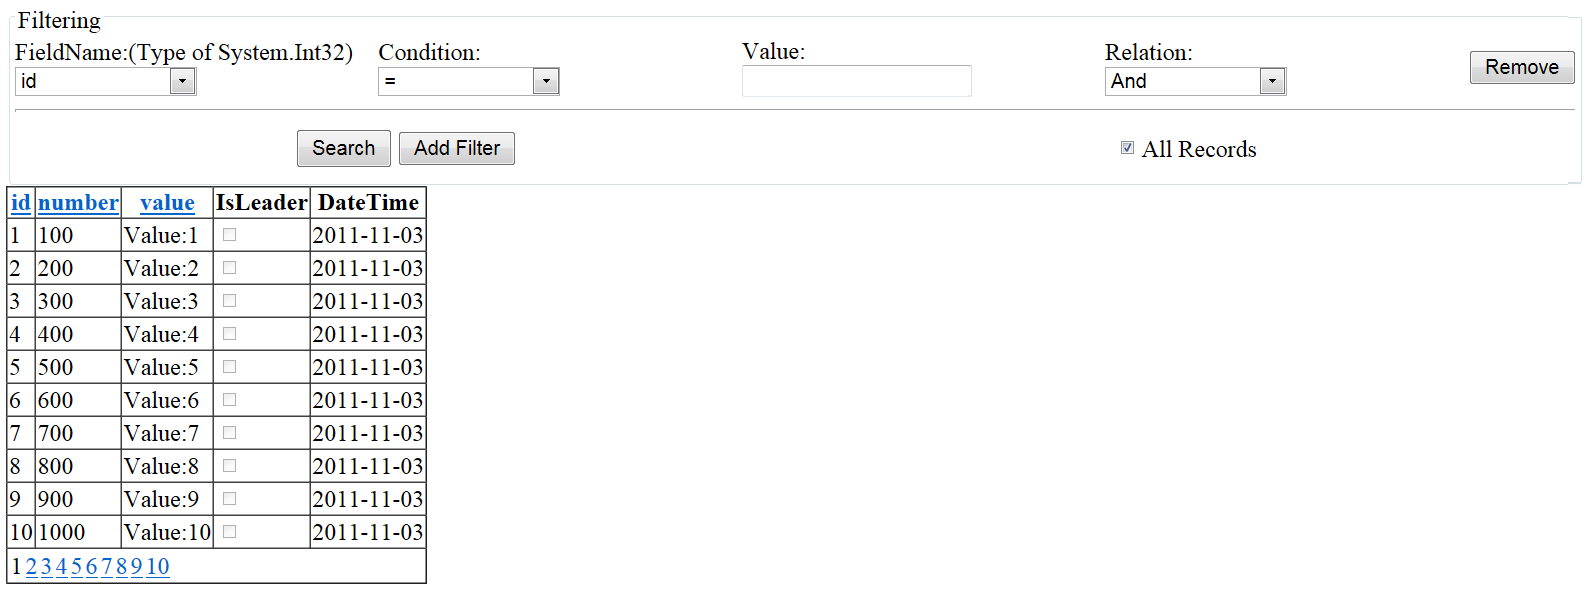 Filtering
FieldName:(Type of System.Int32) Condition: Value: Relation:
id = And Remove
Search Add Filter All Records
id number value IsLeader DateTime
1 100 Value:1 2011-11-03
2 200 Value:2 2011-11-03
3 300 Value:3 2011-11-03
4 400 Value:4 2011-11-03
5 500 Value:5 2011-11-03
6 600 Value:6 2011-11-03
7 700 Value:7 2011-11-03
8 800 Value:8 2011-11-03
9 900 Value:9 2011-11-03
10 1000 Value:10 2011-11-03
1 2 3 4 5 6 7 8 9 10